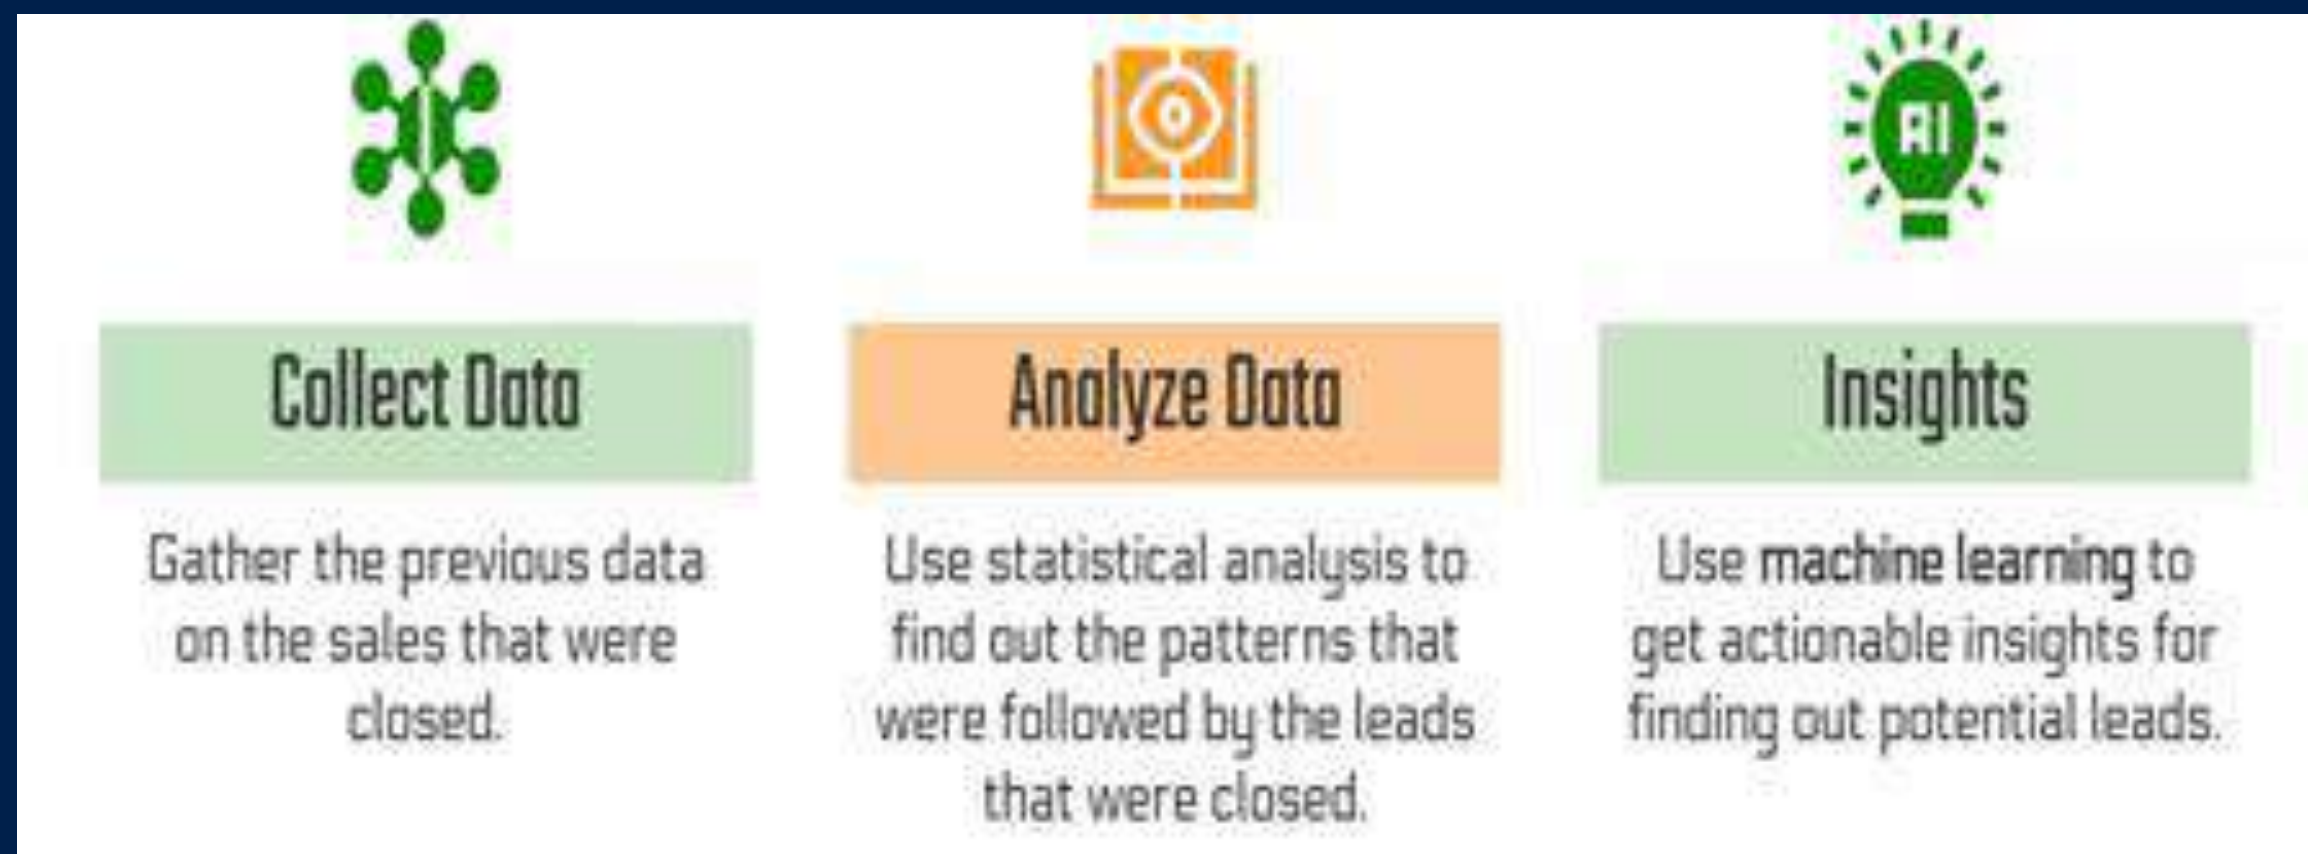 AI
Collect Data
Gather the previous data
on the sales that were
closed.
Analyze Data
Use statistical analysis to
find out the patterns that
were followed by the leads
that were closed.
Insights
Use machine learning to
get actionable insights for
finding out potential leads.